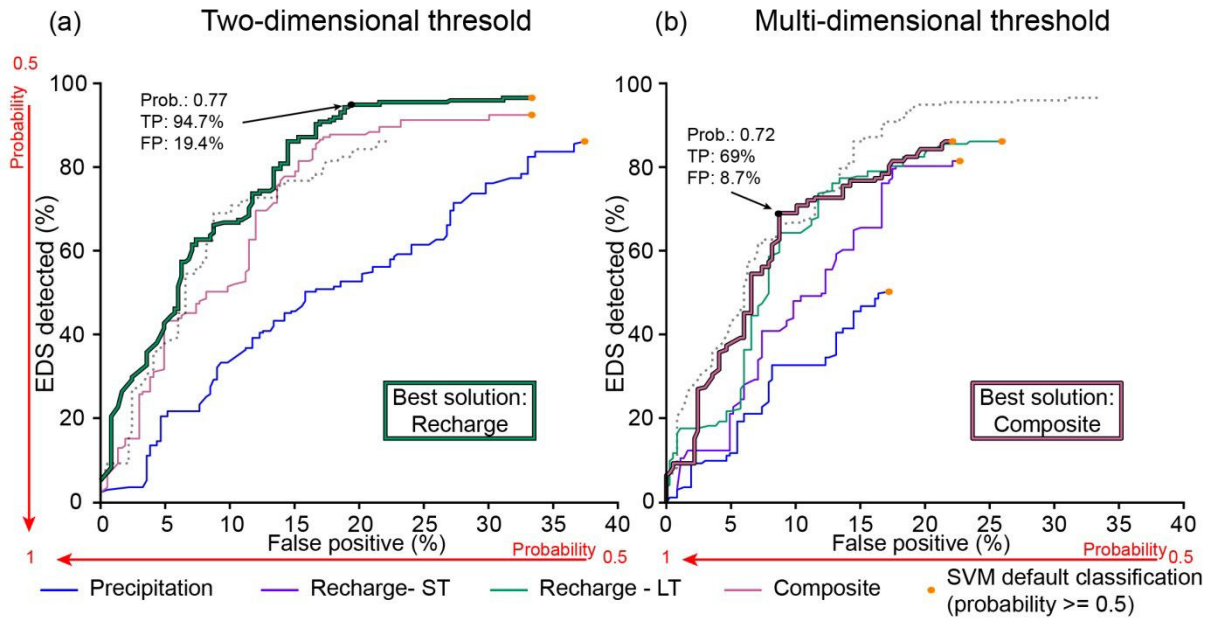 (a) Two-dimensional thresold
(b) Multi-dimensional threshold
0.5
Probability
1
EDS detected (%)
100
80
60
40
20
0
Prob.: 0.77
TP: 94.7%
FP: 19.4%
Best solution:
Recharge
0 5 10 15 20 25 30 35 40
False positive (%)
1 Probability 0.5
EDS detected (%)
100
80
60
40
20
0
Prob.: 0.72
TP: 69%
FP: 8.7%
Best solution:
Composite
0 5 10 15 20 25 30 35 40
False positive (%)
1 Probability 0.5
Precipitation Recharge- ST Recharge - LT Composite SVM default classification
(probability >= 0.5)